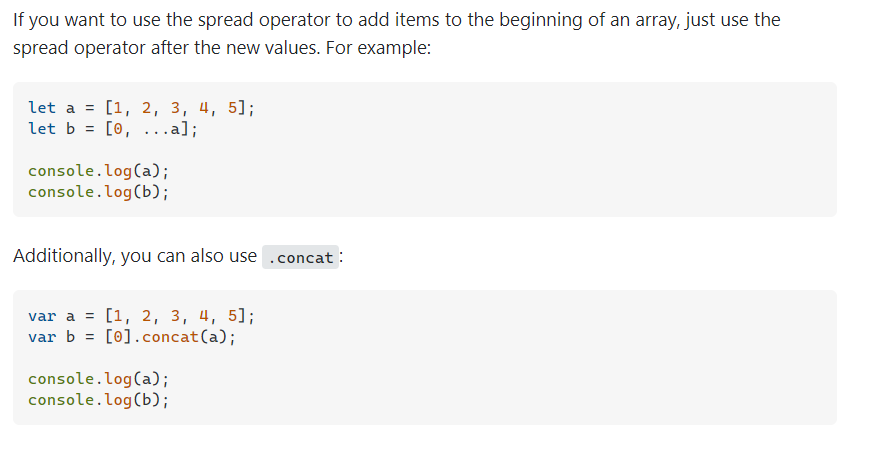 If you want to use the spread operator to add items to the beginning of an array, just use the
spread operator after the new values. For example:
let a = [1, 2, 3, 4, 5];
let b = [0, ...a];
console.log(a);
console.log(b);
Additionally, you can also use .concat:
var a = [1, 2, 3, 4, 5];
var b = [0].concat(a);
console.log(a);
console.log(b);